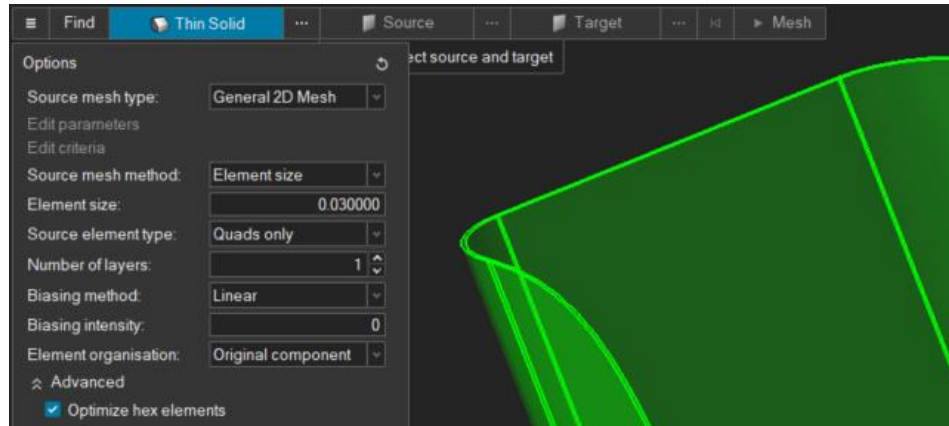 Find Thin Solid ... Source ... Target ... Mesh
Options
ect source and target
Source mesh type: General 2D Mesh
Edit parameters
Edit criteria
Source mesh method: Element size
Element size: 0.030000
Source element type: Quads only
Number of layers: 1
Biasing method: Linear
Biasing intensity: 0
Element organisation: Original component
Advanced
Optimize hex elements